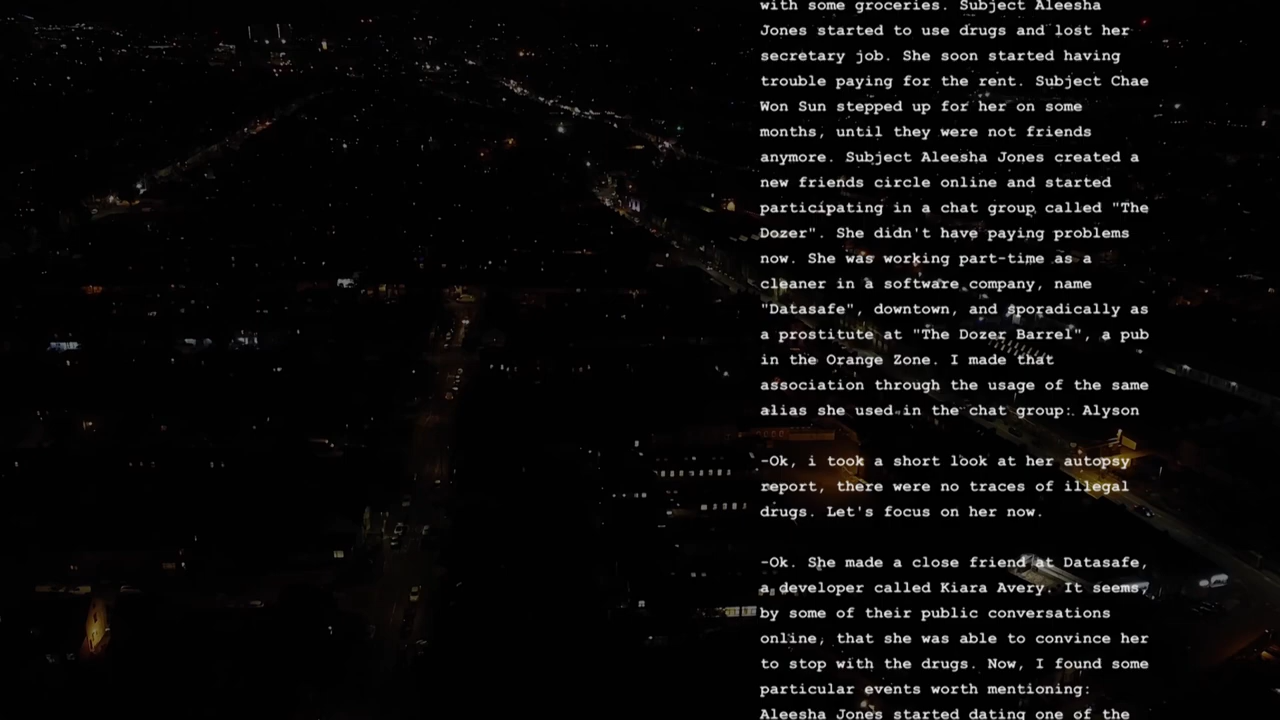 with some groceries. Subject Aleesha
Jones started to use drugs and lost her
secretary job. She soon started having
trouble paying for the rent. Subject Chae
Won Sun stepped up for her on some
months, until they were not friends
anymore. Subject Aleesha Jones created a
new friends circle online and started
participating in a chat group called "The
Dozer". She didn't have paying problems
now. She was working part-time as a
cleaner in a software company, name
"Datasafe", downtown, and sporadically as
a prostitute at "The Dozer Barrel", a pub
in the Orange Zone. I made that
association through the usage of the same
alias she used in the chat group: Alyson
-Ok, i took a short look at her autopsy
report, there were no traces of illegal
drugs. Let's focus on her now.
-Ok. She made a close friend at Datasafe,
a developer called Kiara Avery. It seems,
by some of their public conversations
online, that she was able to convince her
to stop with the drugs. Now, I found some
particular events worth mentioning:
Aleesha Jones started dating one of the